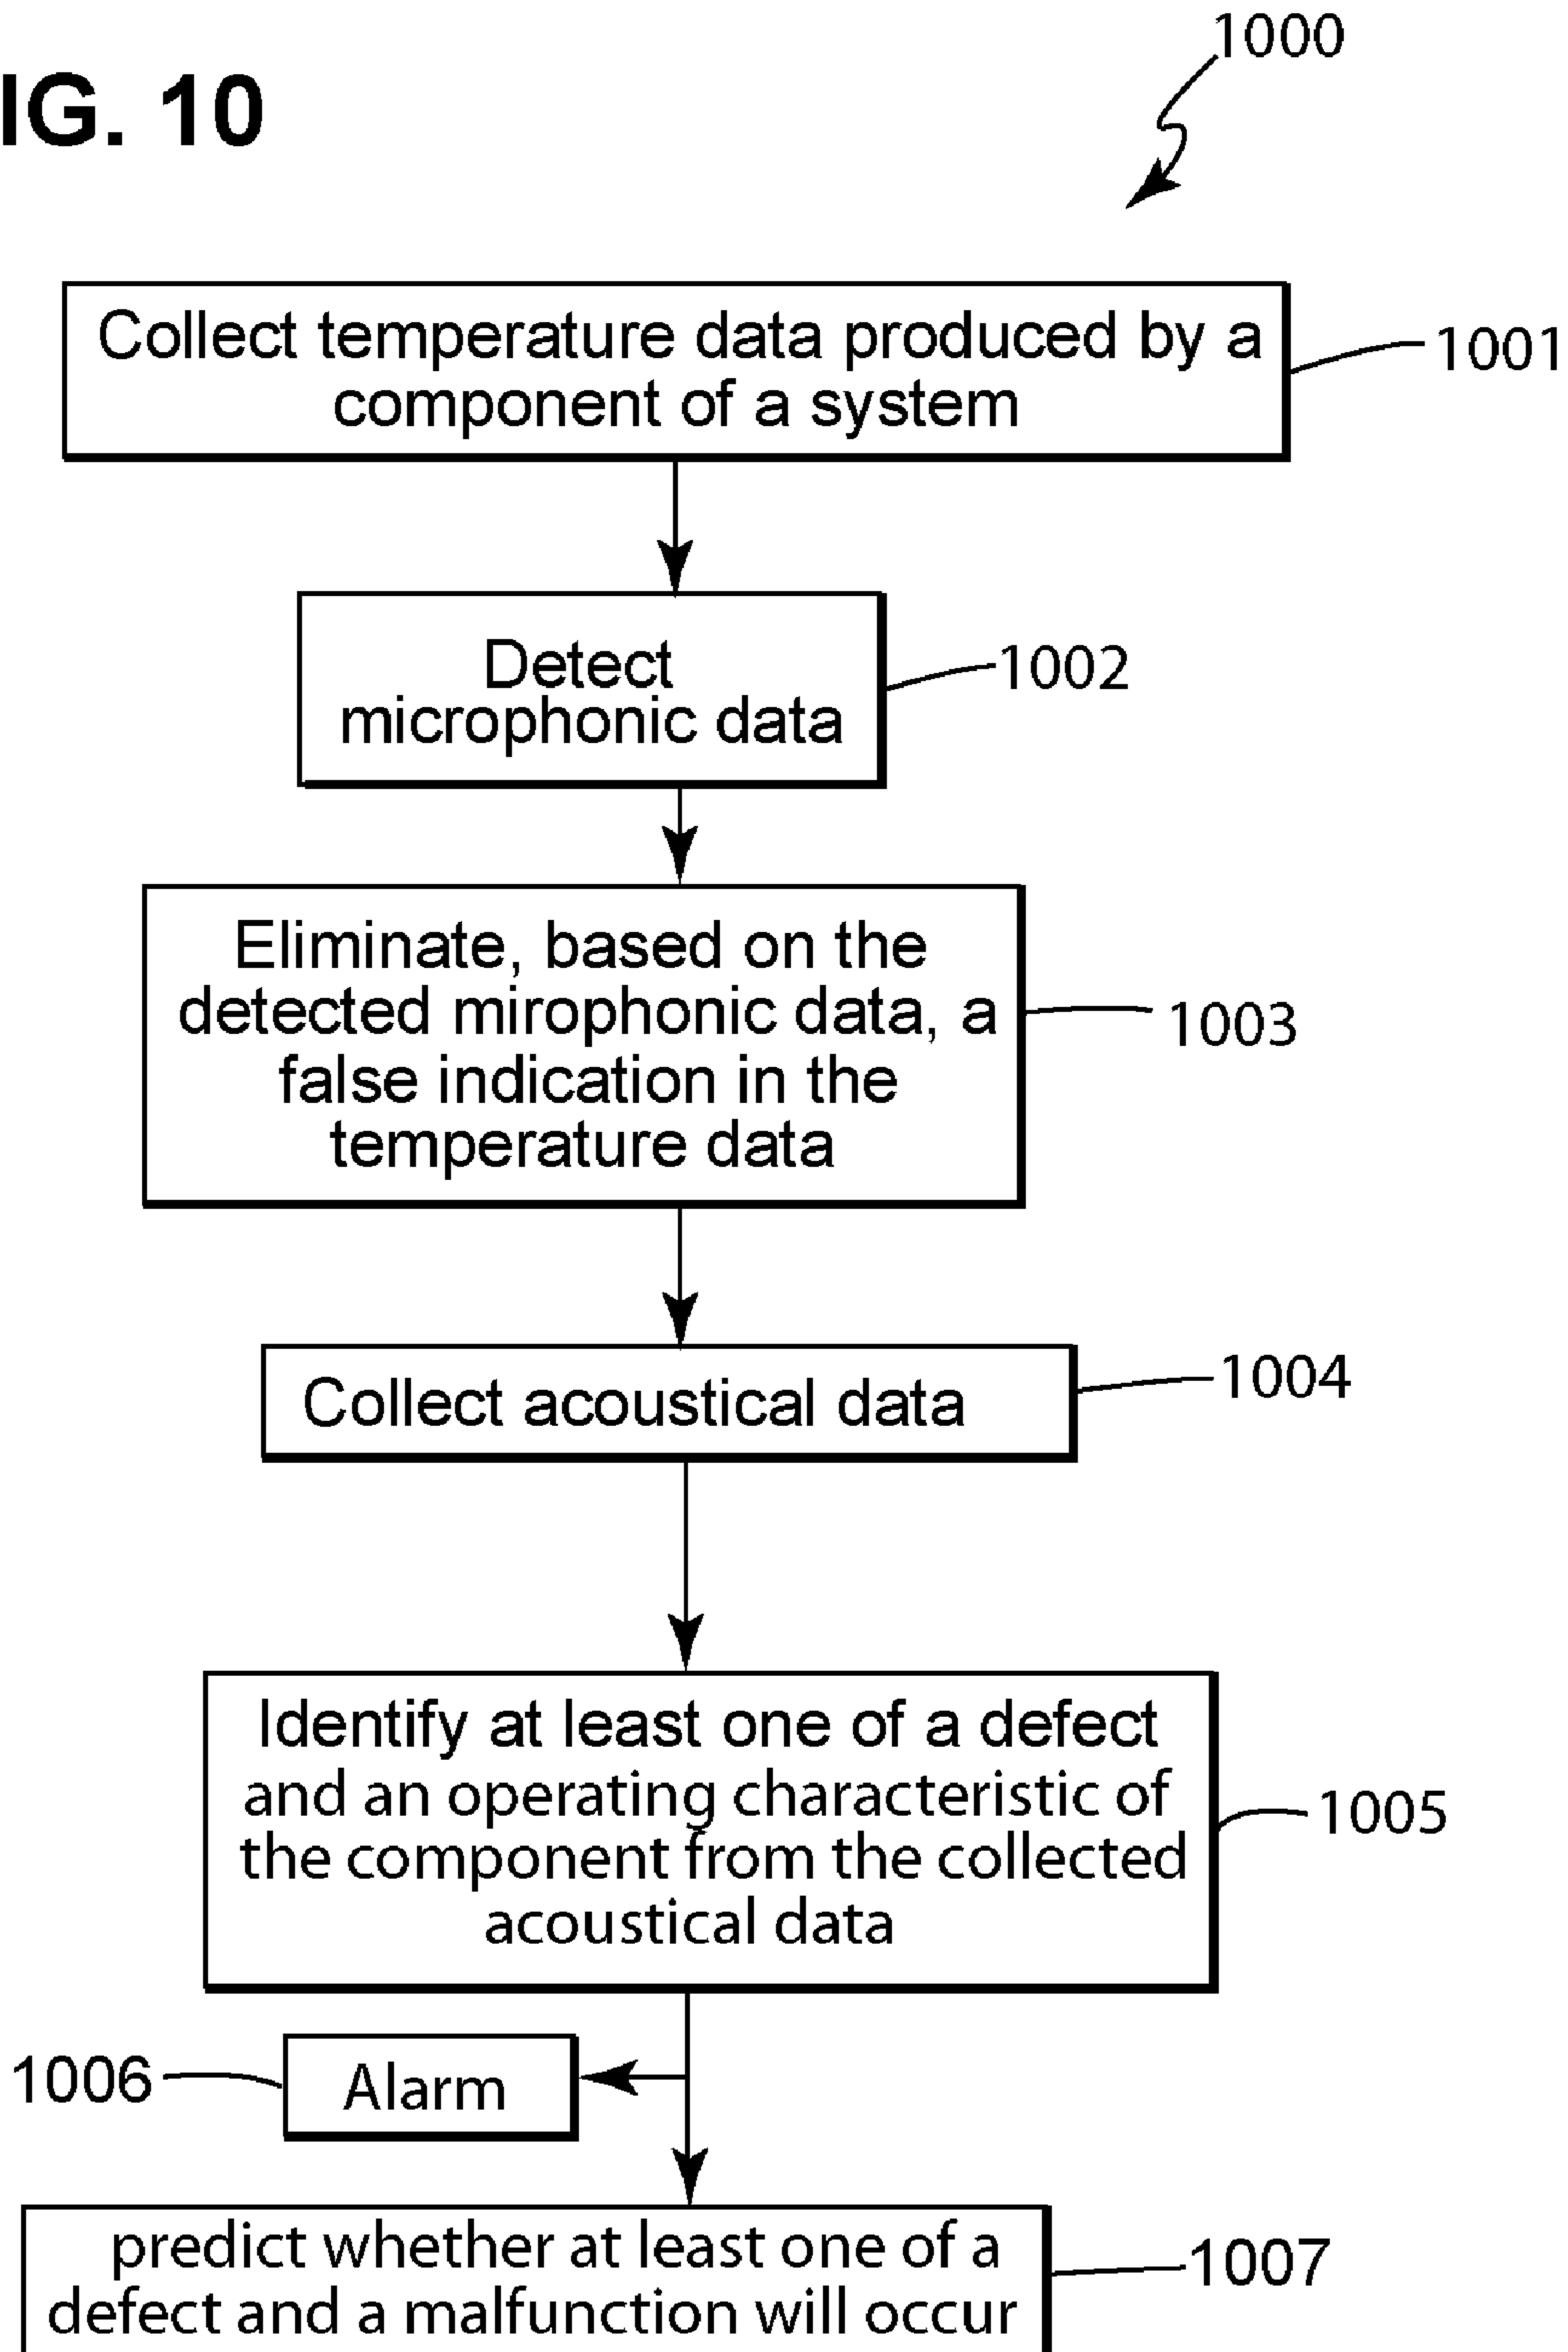 IG. 10
1000
Collect temperature data produced by a
component of a system
1001
Detect
microphonic data
1002
Eliminate, based on the
detected mirophonic data, a
false indication in the
temperature data
1003
Collect acoustical data
1004
Identify at least one of a defect
and an operating characteristic of
the component from the collected
acoustical data
1005
1006
Alarm
predict whether at least one of a
defect and a malfunction will occur
1007